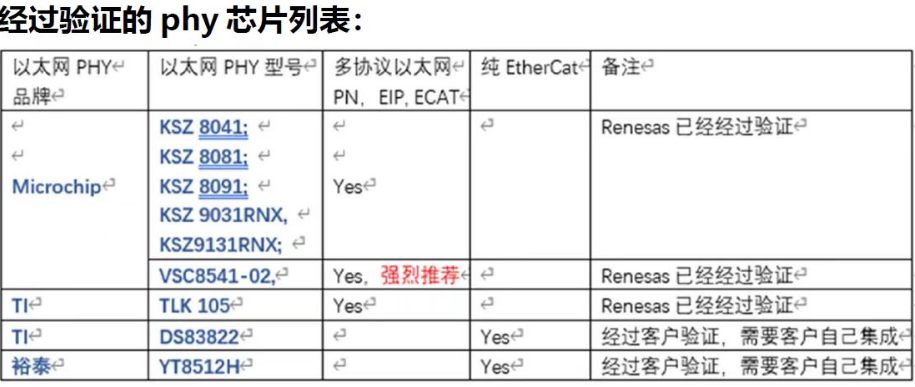 经过验证的 phy 芯片列表：
以太网 PHY 品牌 以太网 PHY 型号 多协议以太网 PN，EIP, ECAT 纯 EtherCat 备注
Microchip
KSZ 8041;
KSZ 8081;
KSZ 8091;
KSZ 9031RNX,
KSZ9131RNX;
Yes
Renesas 已经经过验证
VSC8541-02, Yes，强烈推荐 Renesas 已经经过验证
TI TLK 105 Yes Renesas 已经经过验证
TI DS83822 Yes 经过客户验证，需要客户自己集成
裕泰 YT8512H Yes 经过客户验证，需要客户自己集成